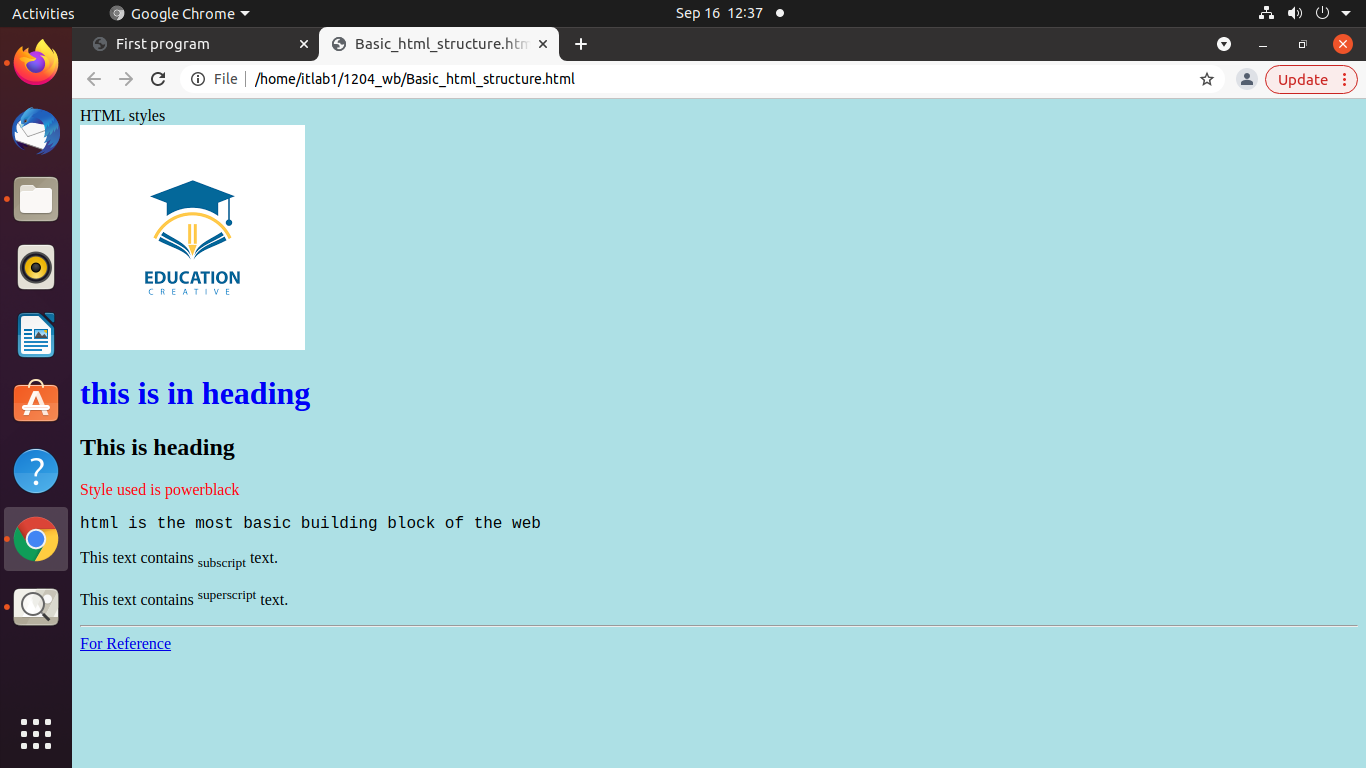 Activities Google Chrome Sep 16 12:37
First program Basic_html_structure.htm
File /home/itlab1/1204_wb/Basic_html_structure.html Update
HTML styles
EDUCATION
CREATIVE
this is in heading
This is heading
Style used is powerblack
html is the most basic building block of the web
This text contains subscript text.
This text contains superscript text.
For Reference